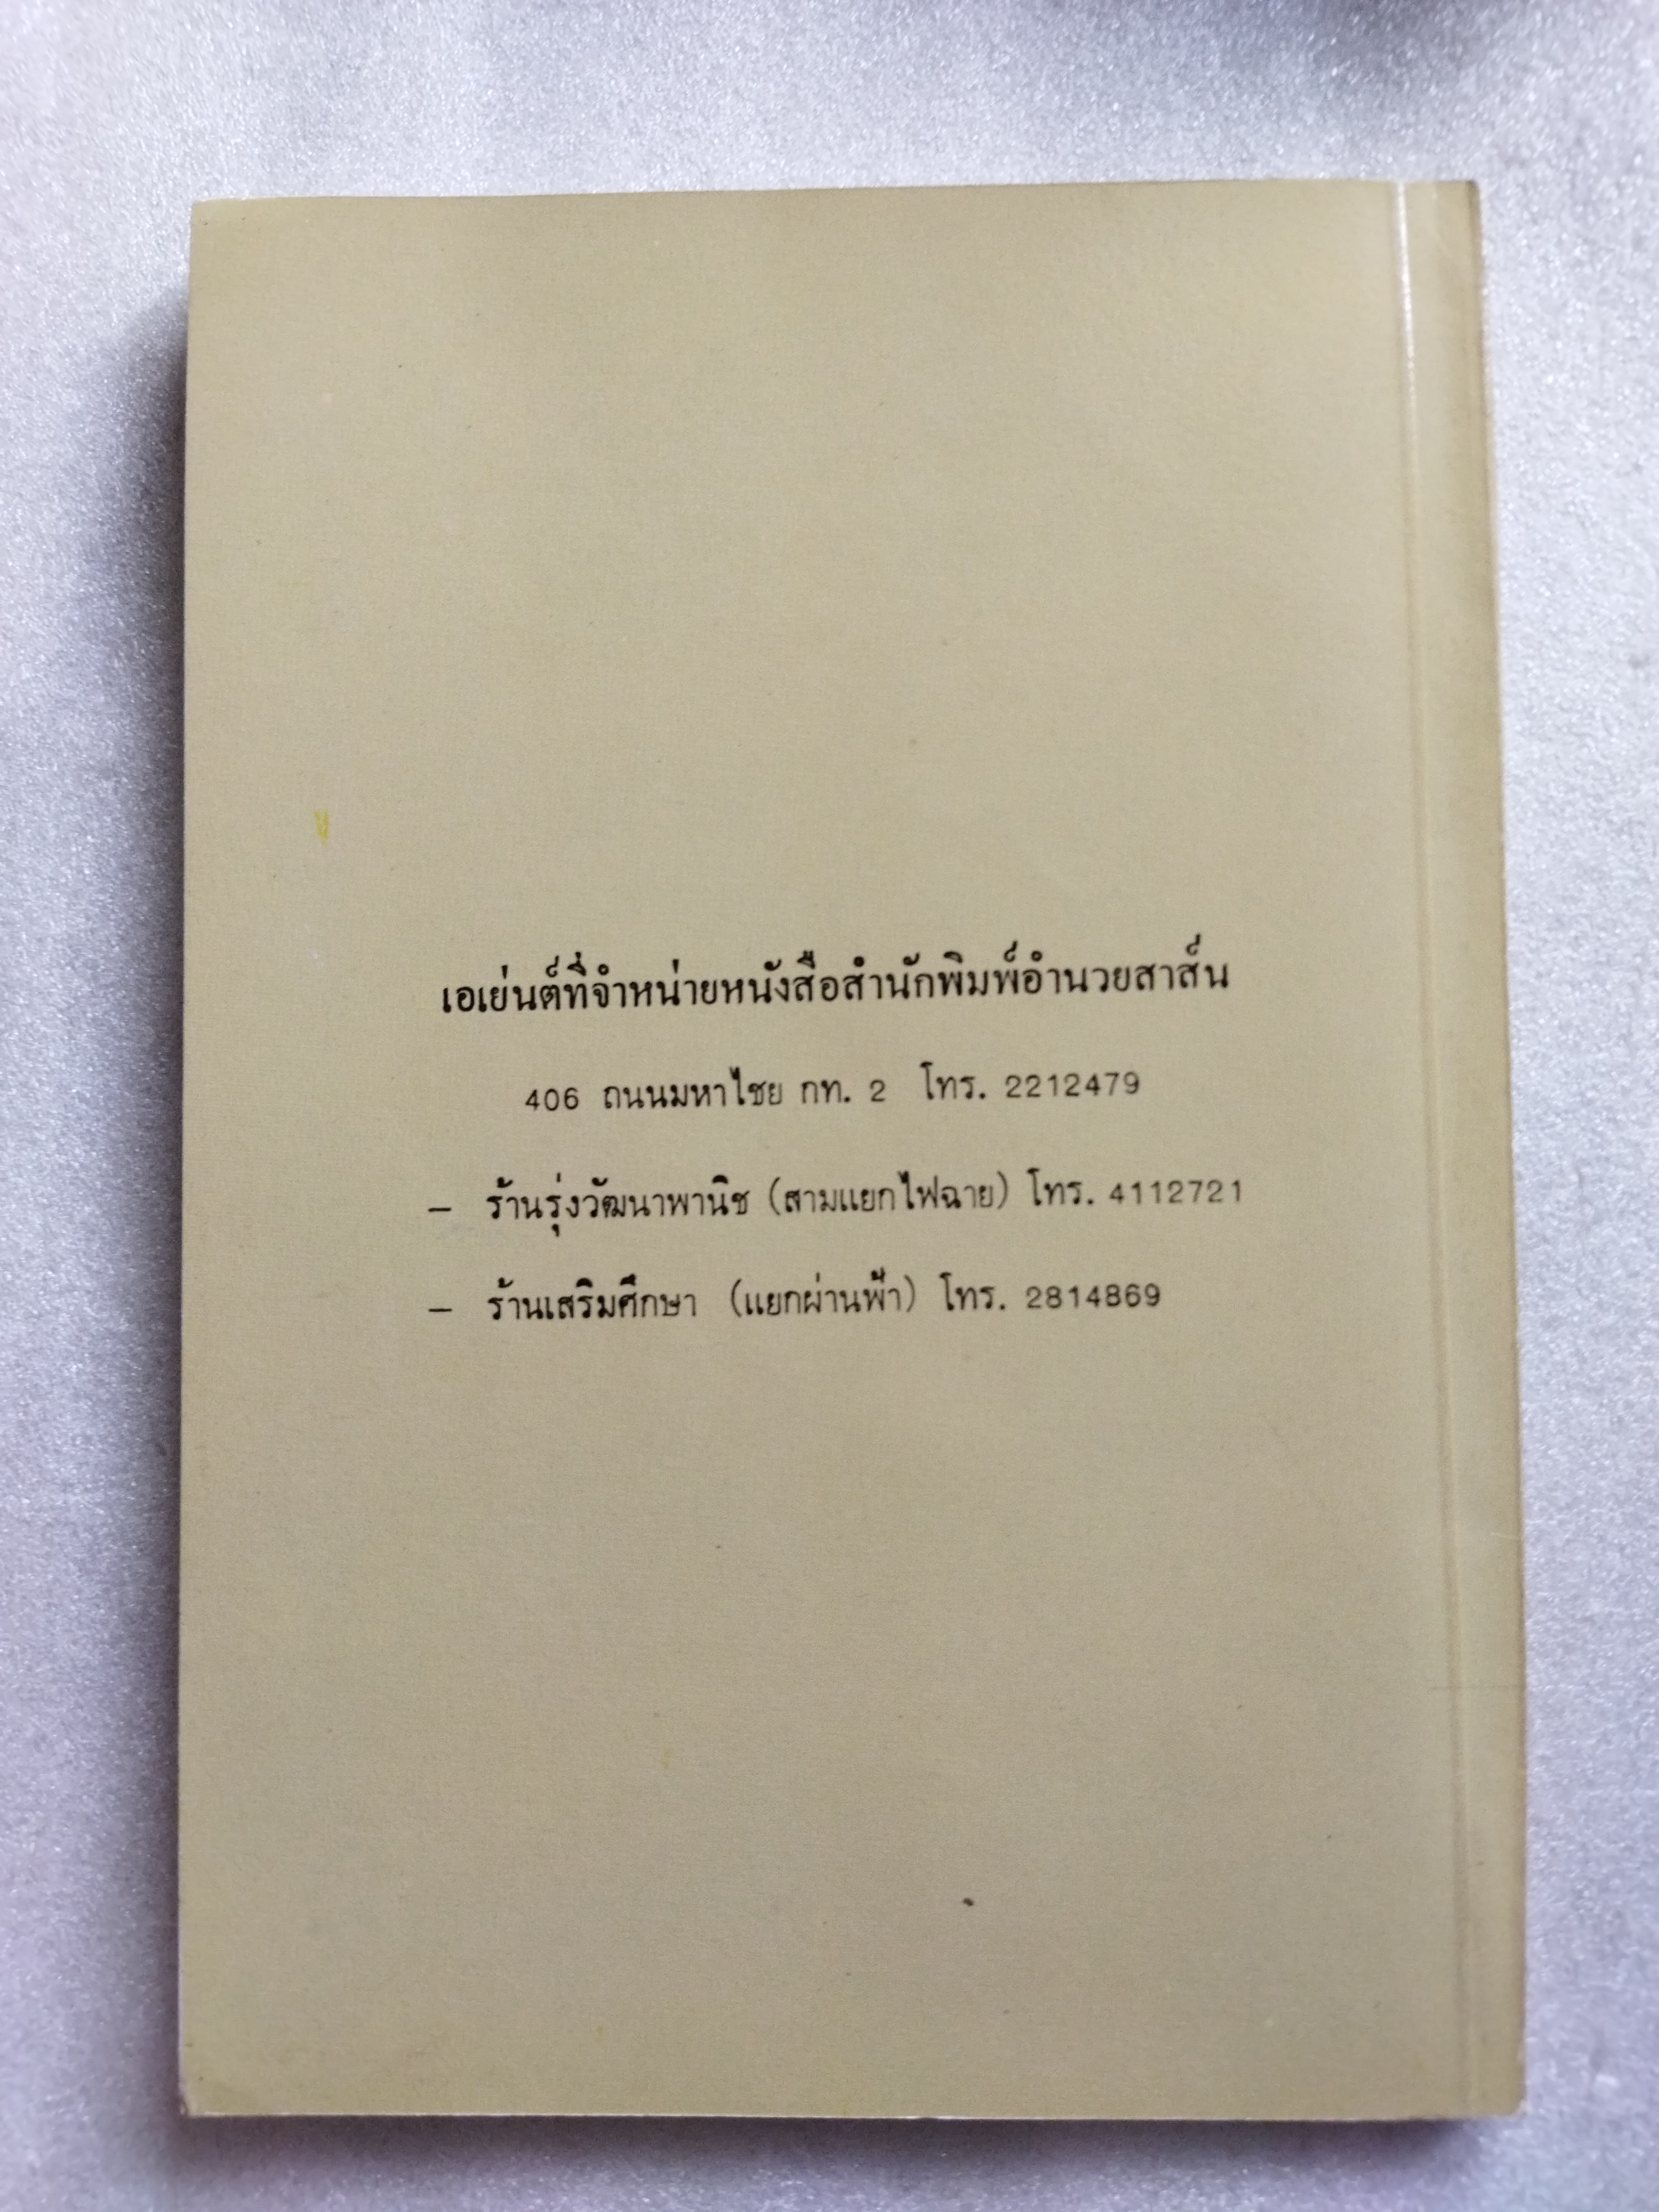 เอเย่นต์ที่จำหน่ายหนังสือสำนักพิมพ์อำนวยสาส์น
406 ถนนมหาไชย กท. 2 โทร. 2212479
– ร้านรุ่งวัฒนาพานิช (สามแยกไฟฉาย) โทร. 4112721
– ร้านเสริมศึกษา (แยกผ่านฟ้า) โทร. 2814869